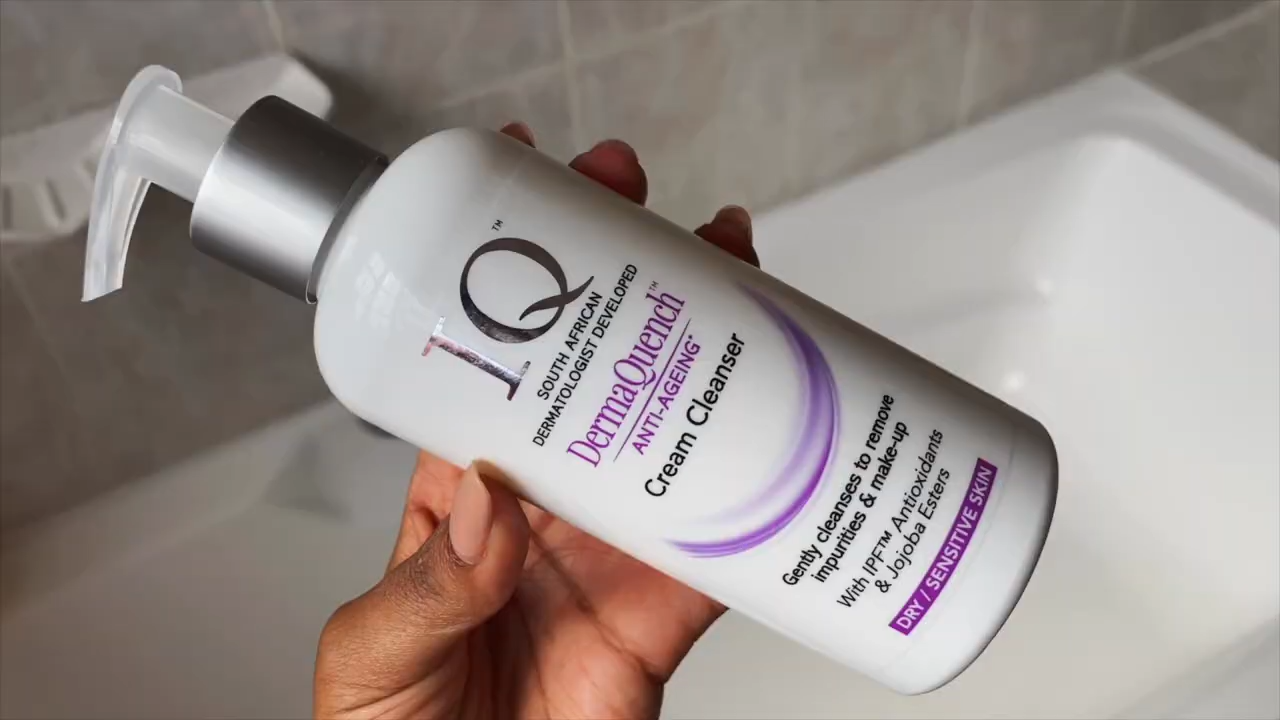 IQ™
SOUTH AFRICAN
DERMATOLOGIST DEVELOPED
DermaQuench™
ANTI-AGEING*
Cream Cleanser
Gently cleanses to remove
impurities & make-up
With IPF™ Antioxidants
& Jojoba Esters
DRY / SENSITIVE SKIN